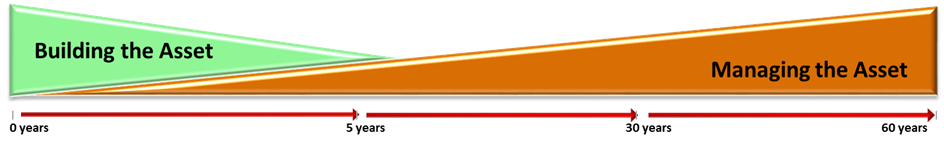 Building the Asset
Managing the Asset
0 years
5 years
30 years
60 years